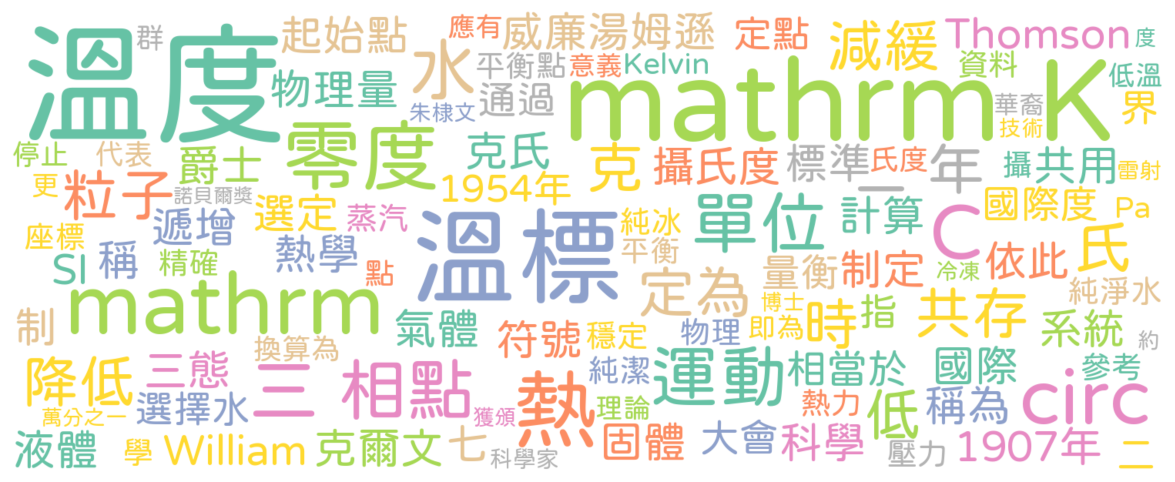 溫度
群
起始點
應有
威廉湯姆遜
定點
減緩
Thomson
度
物理量
水
平衡點
意義
Kelvin
資料
低溫
朱棣文
通過
mathrm K
華裔
界
技術
停止
代表
爵士
零度
克氏
克
攝氏度
標準
氏度
年
攝
共用
雷射
更
粒子
諾貝爾獎
1954年
一
座標
遞增
選定
蒸汽
溫標
純冰
單位
計算
C
國際度
Pa
SI
稱
精確
熱學
點
平衡
量衡
制定
冷凍
依此
氏
純淨水
mathrm
定為
博士
制
換算為
氣體
符號
穩定
物理
即為
時
指
共存
系統
約
降低
三態
三相點
熱
純潔
運動
相當於
國際
參考
萬分之一
選擇水
獲頒
理論
熱力
低
稱為
circ
液體
學
William
克爾文
七
科學家
固體
大會
科學
壓力
1907年
二